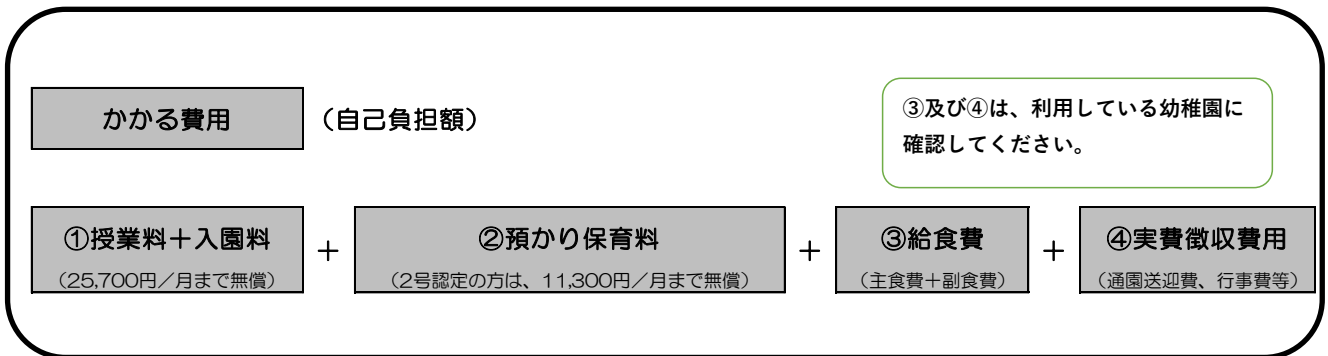 かかる費用 (自己負担額)
③及び④は、利用している幼稚園に
確認してください。
①授業料＋入園料 ＋ ②預かり保育料 ＋ ③給食費 ＋ ④実費徴収費用
（25,700円／月まで無償） （2号認定の方は、11,300円／月まで無償） （主食費＋副食費） （通園送迎費、行事費等）